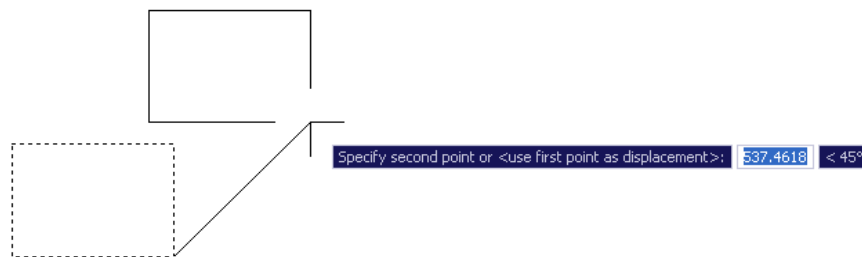 Specify second point or <use first point as displacement>: 537.4618 < 45°